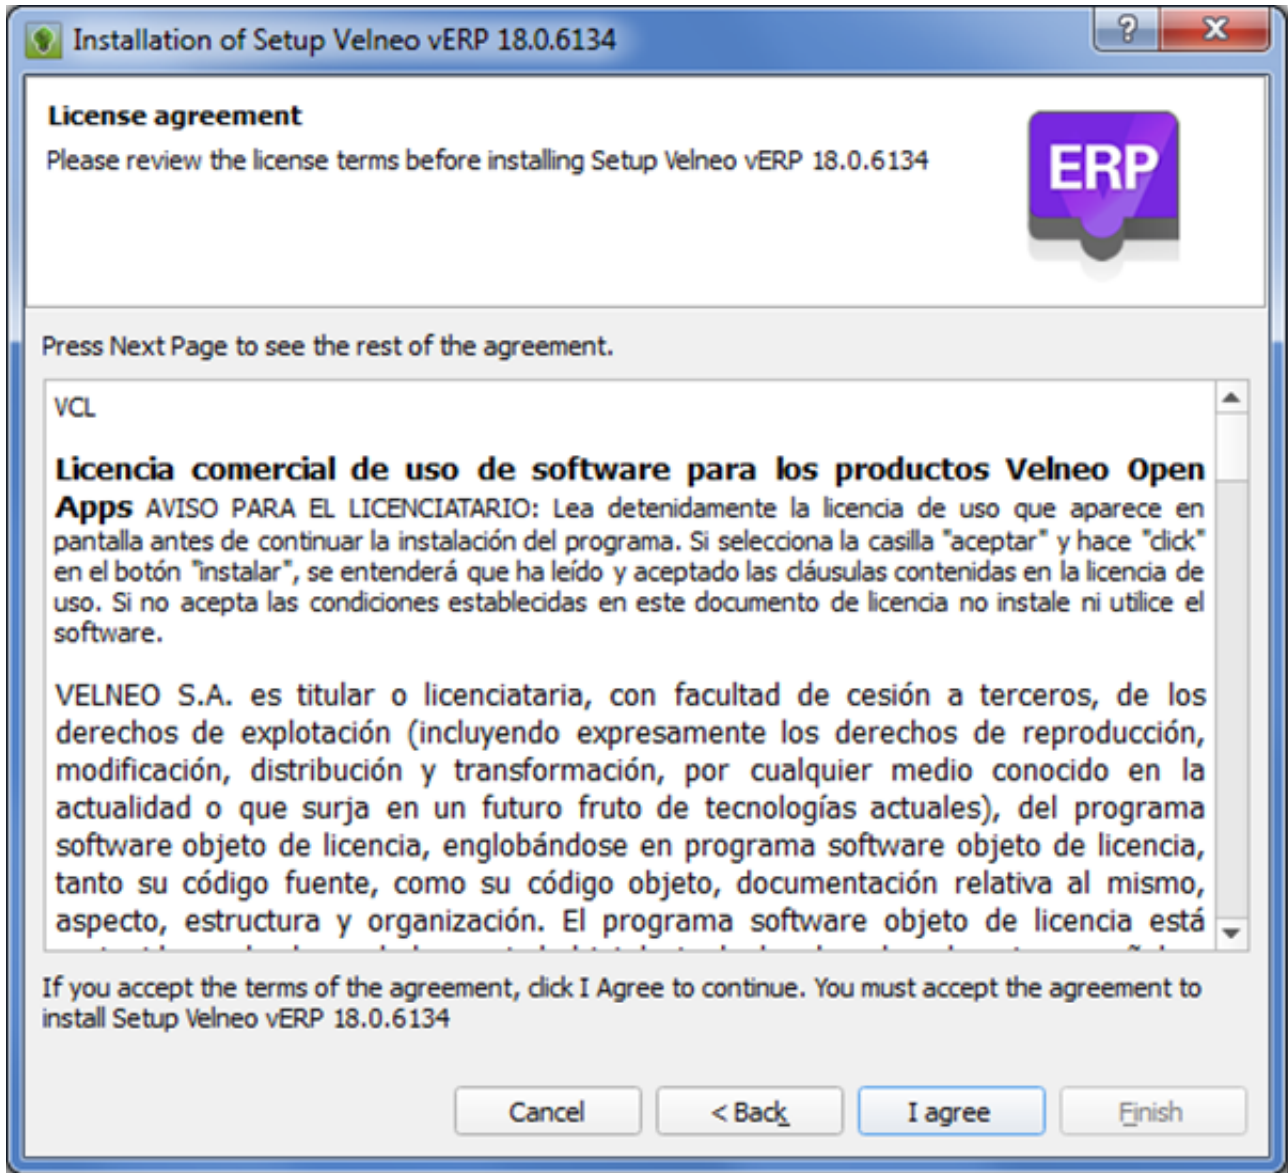 Installation of Setup Velneo vERP 18.0.6134
License agreement
Please review the license terms before installing Setup Velneo vERP 18.0.6134
ERP
Press Next Page to see the rest of the agreement.
VCL
Licencia comercial de uso de software para los productos Velneo Open
Apps AVISO PARA EL LICENCIATARIO: Lea detenidamente la licencia de uso que aparece en
pantalla antes de continuar la instalación del programa. Si selecciona la casilla "aceptar" y hace "click"
en el botón "instalar", se entenderá que ha leído y aceptado las cláusulas contenidas en la licencia de
uso. Si no acepta las condiciones establecidas en este documento de licencia no instale ni utilice el
software.
VELNEO S.A. es titular o licenciataria, con facultad de cesión a terceros, de los
derechos de explotación (incluyendo expresamente los derechos de reproducción,
modificación, distribución y transformación, por cualquier medio conocido en la
actualidad o que surja en un futuro fruto de tecnologías actuales), del programa
software objeto de licencia, englobándose en programa software objeto de licencia,
tanto su código fuente, como su código objeto, documentación relativa al mismo,
aspecto, estructura y organización. El programa software objeto de licencia está
If you accept the terms of the agreement, click I Agree to continue. You must accept the agreement to
install Setup Velneo vERP 18.0.6134
Cancel
< Back
I agree
Finish